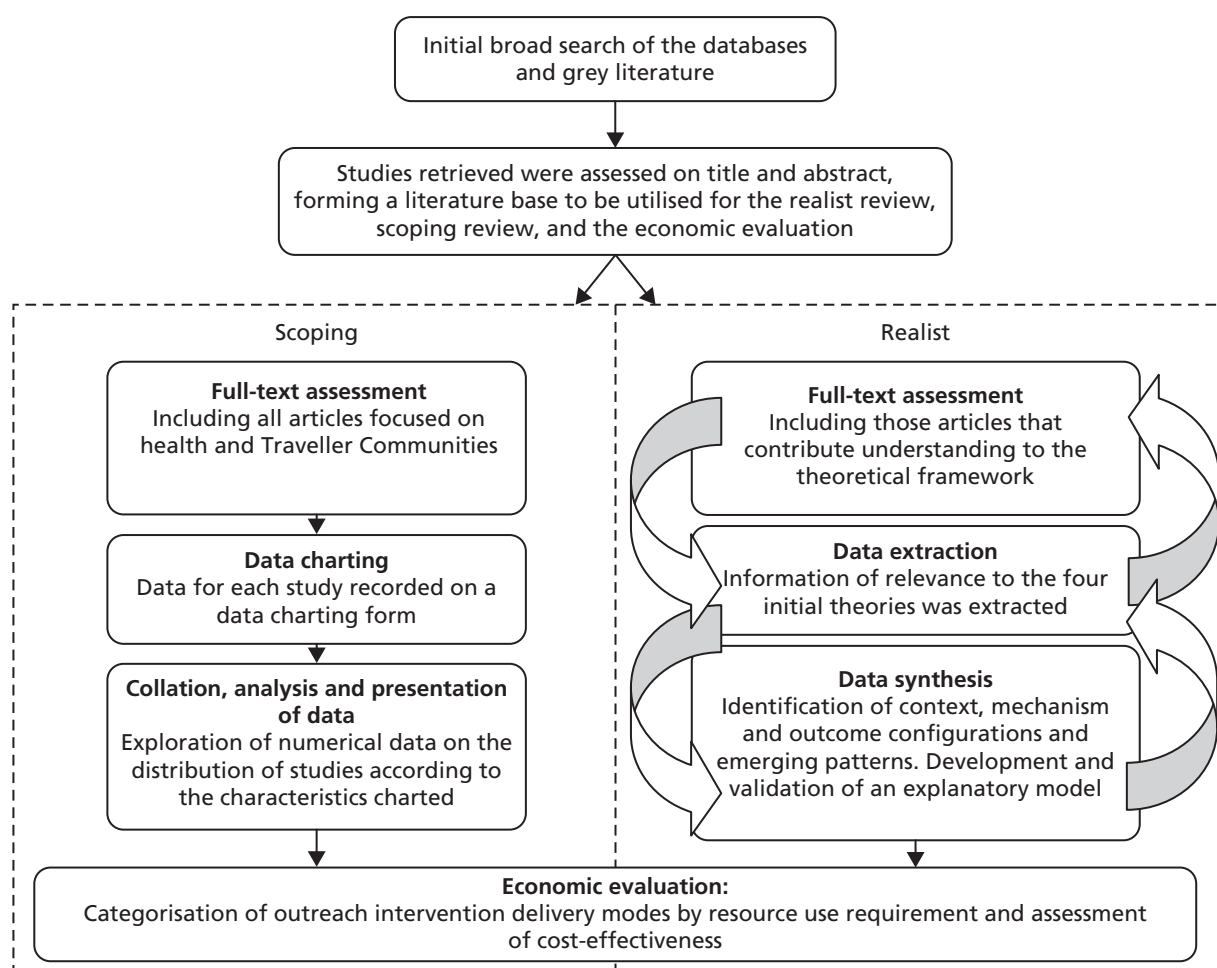 Initial broad search of the databases
and grey literature
Studies retrieved were assessed on title and abstract,
forming a literature base to be utilised for the realist review,
scoping review, and the economic evaluation
Scoping
Full-text assessment
Including all articles focused on
health and Traveller Communities
Data charting
Data for each study recorded on a
data charting form
Collation, analysis and presentation
of data
Exploration of numerical data on the
distribution of studies according to
the characteristics charted
Realist
Full-text assessment
Including those articles that
contribute understanding to the
theoretical framework
Data extraction
Information of relevance to the four
initial theories was extracted
Data synthesis
Identification of context, mechanism
and outcome configurations and
emerging patterns. Development and
validation of an explanatory model
Economic evaluation:
Categorisation of outreach intervention delivery modes by resource use requirement and assessment
of cost-effectiveness